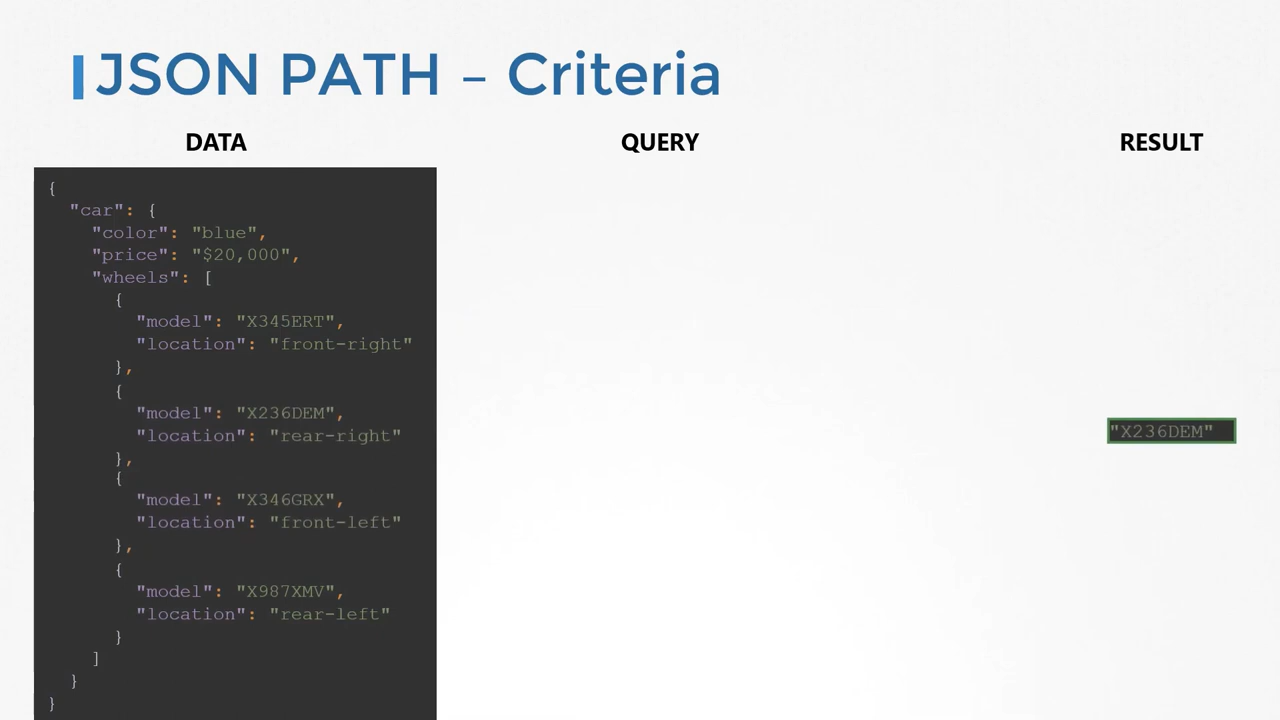 JSON PATH – Criteria
DATA
QUERY
RESULT
{
"car": {
"color": "blue",
"price": "$20,000",
"wheels": [
{
"model": "X345ERT",
"location": "front-right"
},
{
"model": "X236DEM",
"location": "rear-right"
},
{
"model": "X346GRX",
"location": "front-left"
},
{
"model": "X987XMV",
"location": "rear-left"
}
]
}
}
"X236DEM"